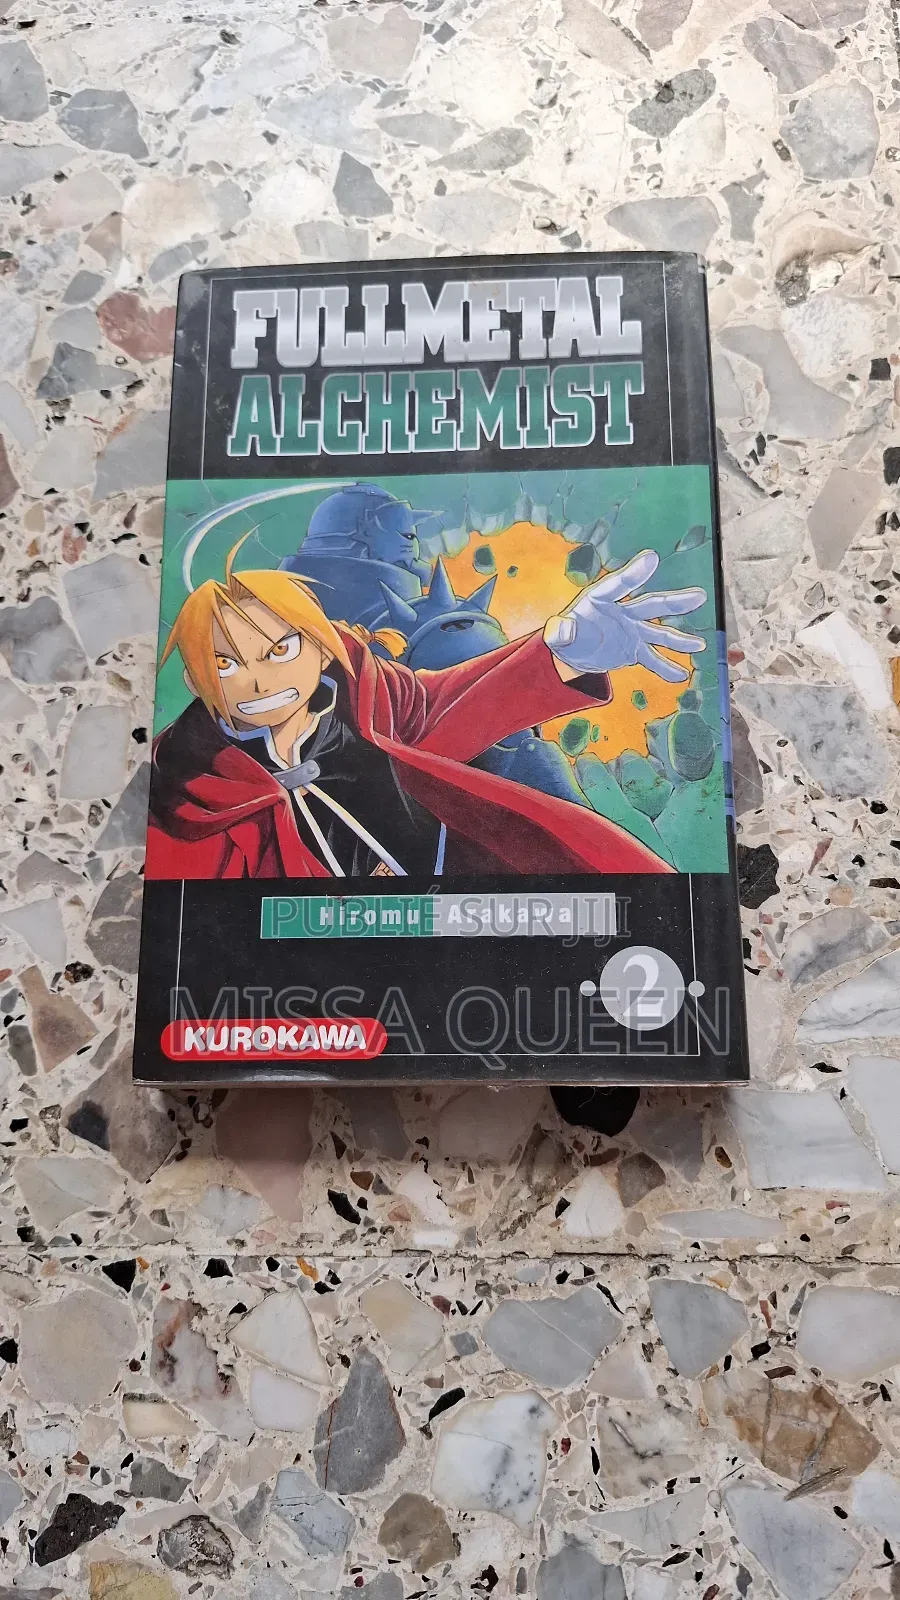 FULLMETAL
ALCHEMIST
Hiromu Arakawa
PUBLIÉ SUR JIJI
2
MISSA QUEEN
KUROKAWA